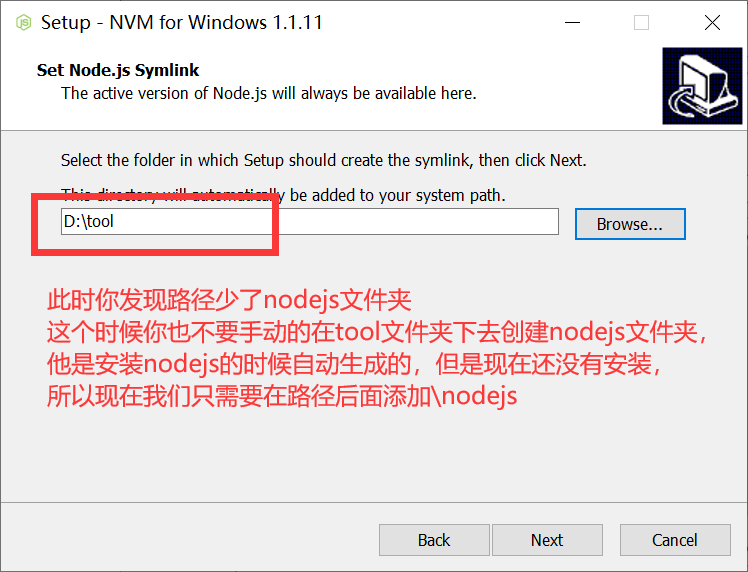 Setup - NVM for Windows 1.1.11
Set Node.js Symlink
The active version of Node.js will always be available here.
Select the folder in which Setup should create the symlink, then click Next.
This directory will automatically be added to your system path.
D:\tool
Browse...
此时你发现路径少了nodejs文件夹
这个时候你也不要手动的在tool文件夹下去创建nodejs文件夹，
他是安装nodejs的时候自动生成的，但是现在还没有安装，
所以现在我们只需要在路径后面添加\nodejs
Back
Next
Cancel